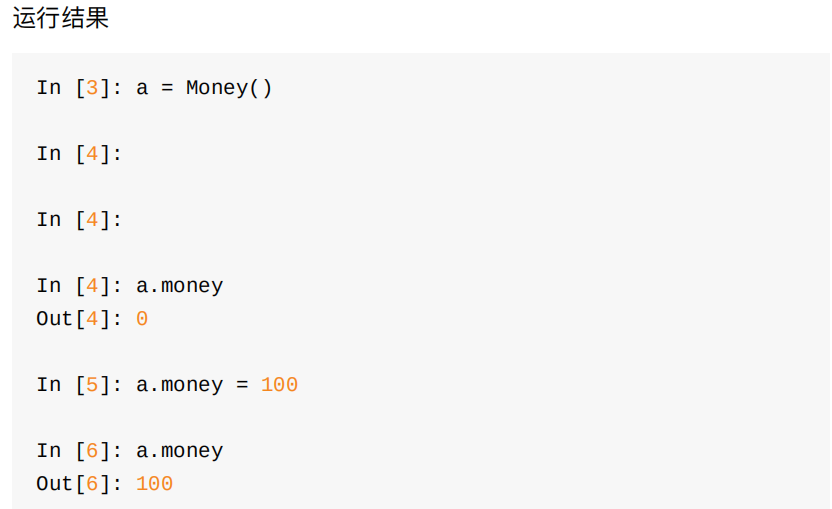 运行结果
In [3]: a = Money()
In [4]:
In [4]:
In [4]: a.money
Out[4]: 0
In [5]: a.money = 100
In [6]: a.money
Out[6]: 100